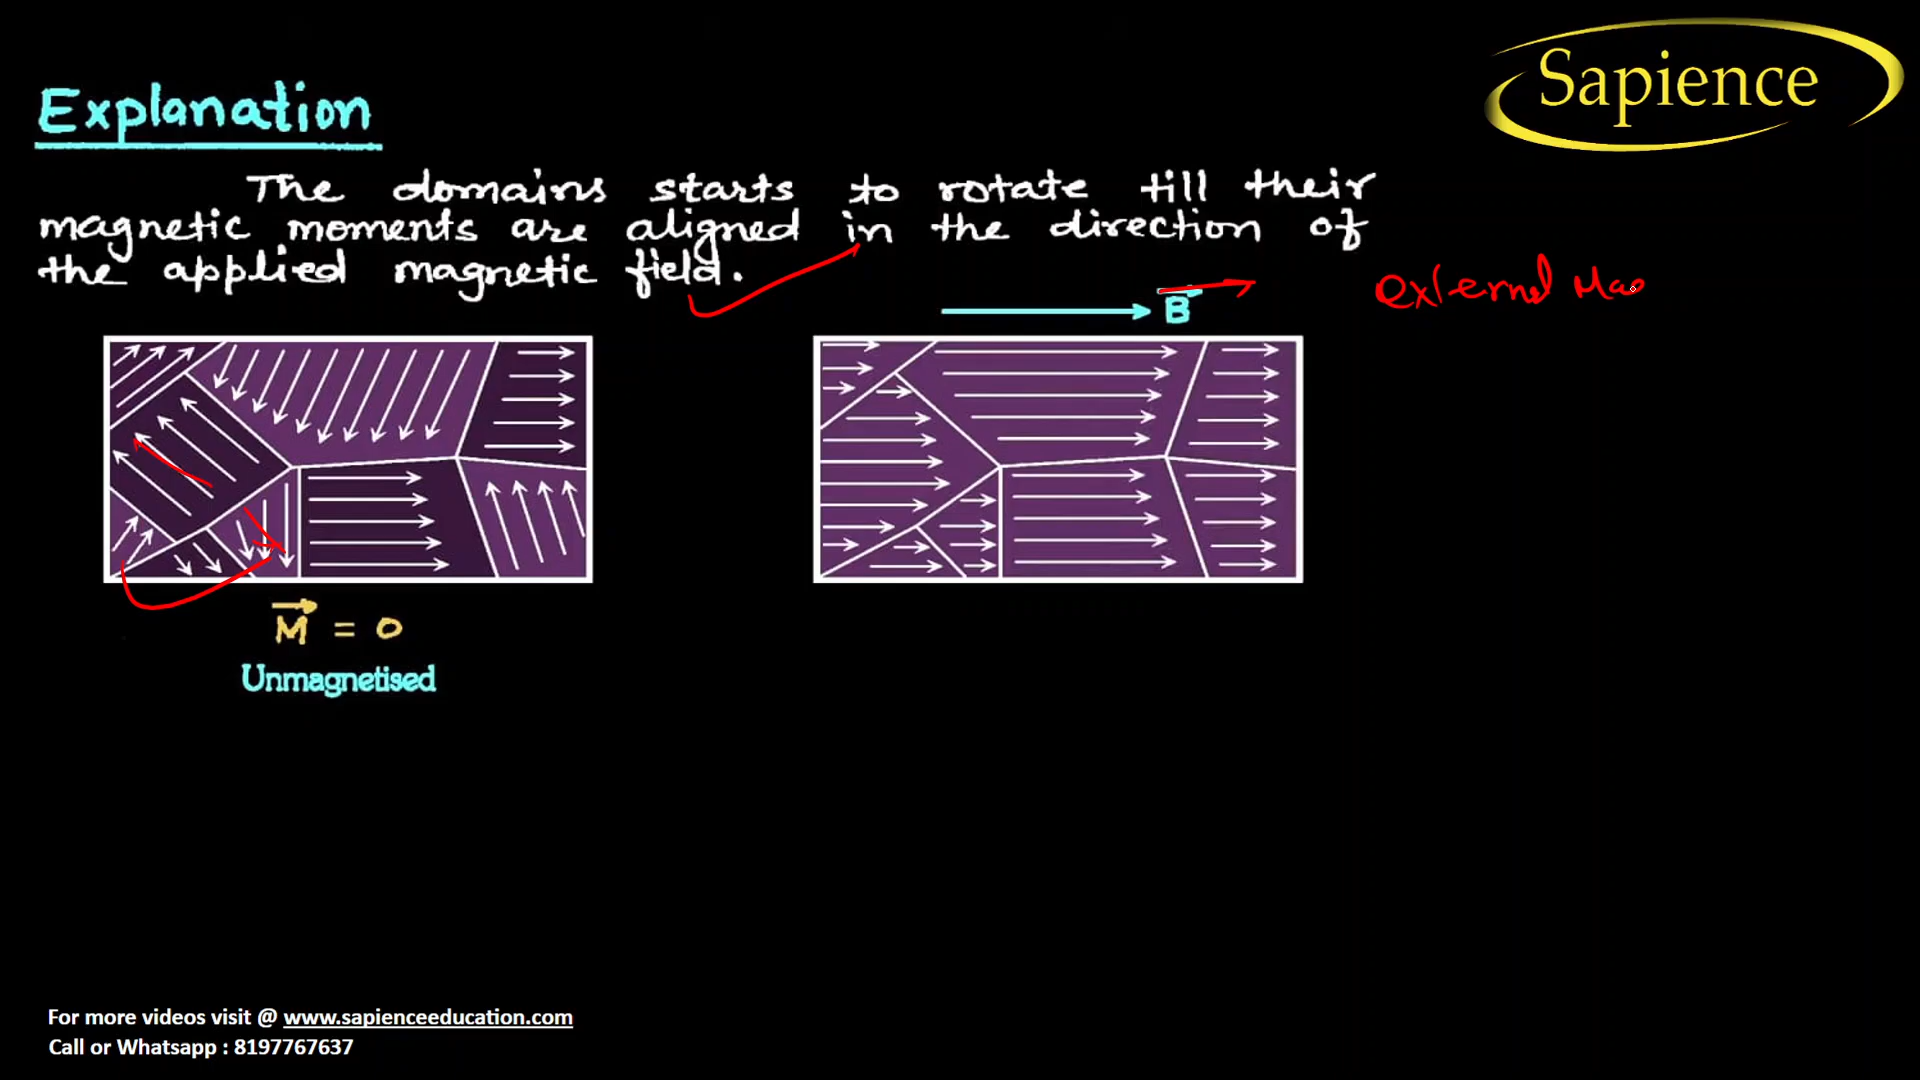 Sapience
Explanation
The domains starts to rotate till their
magnetic moments are aligned in the direction of
the applied magnetic field.
B
External
M = 0
Unmagnetised
For more videos visit @ www.sapienceeducation.com
Call or Whatsapp : 8197767637